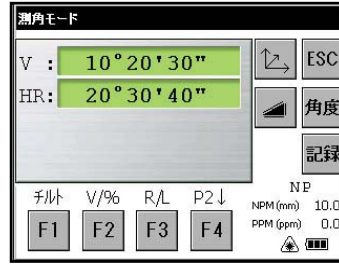 測角モード
V : 10°20'30"
HR: 20°30'40"
ESC
角度
記録
チルト V/% R/L P2↓
F1 F2 F3 F4
NP
NPM (mm) 10.0
PPM (ppm) 0.0